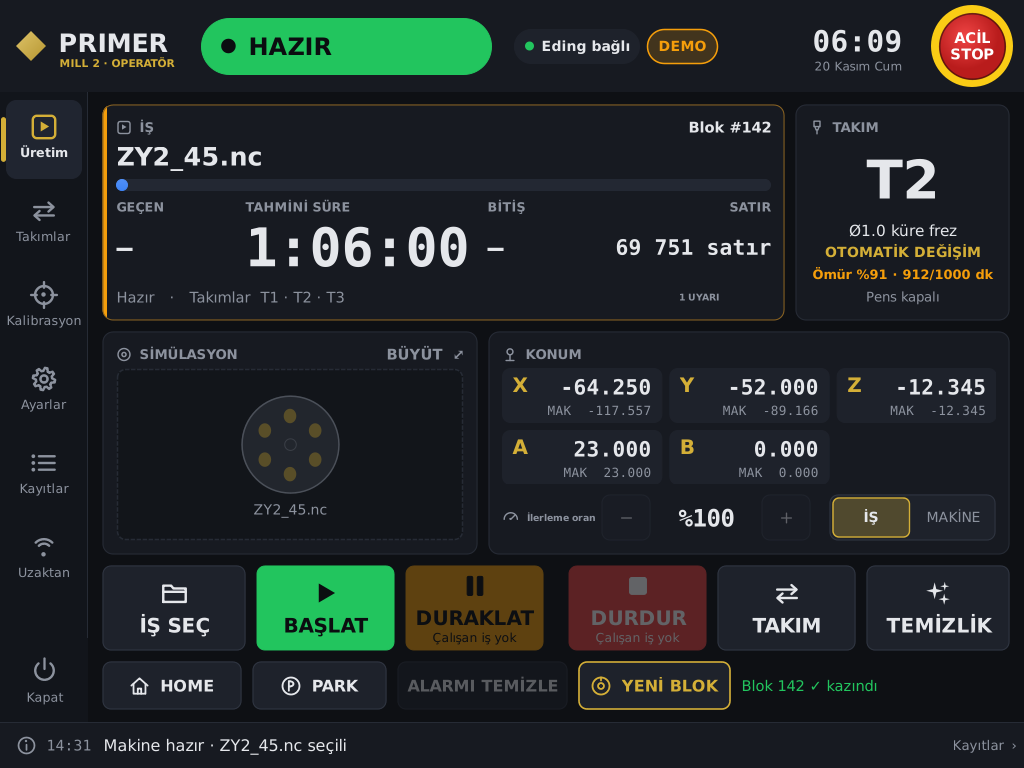 PRIMER
MILL 2 · OPERATÖR
HAZIR
Eding bağlı
DEMO
06:09
20 Kasım Cum
ACİL
STOP
Üretim
Takımlar
Kalibrasyon
Ayarlar
Kayıtlar
Uzaktan
Kapat
İŞ
Blok #142
ZY2_45.nc
GEÇEN
TAHMİNİ SÜRE
BİTİŞ
SATIR
–
1:06:00
–
69 751 satır
Hazır · Takımlar T1 · T2 · T3
1 UYARI
TAKIM
T2
Ø1.0 küre frez
OTOMATİK DEĞİŞİM
Ömür %91 · 912/1000 dk
Pens kapalı
SİMÜLASYON
BÜYÜT ⤢
ZY2_45.nc
KONUM
X -64.250
MAK -117.557
Y -52.000
MAK -89.166
Z -12.345
MAK -12.345
A 23.000
MAK 23.000
B 0.000
MAK 0.000
İlerleme oran
−
%100
+
İŞ
MAKİNE
İŞ SEÇ
BAŞLAT
DURAKLAT
Çalışan iş yok
DURDUR
Çalışan iş yok
TAKIM
TEMİZLİK
HOME
PARK
ALARMI TEMİZLE
YENİ BLOK
Blok 142 ✓ kazındı
14:31 Makine hazır · ZY2_45.nc seçili
Kayıtlar ›